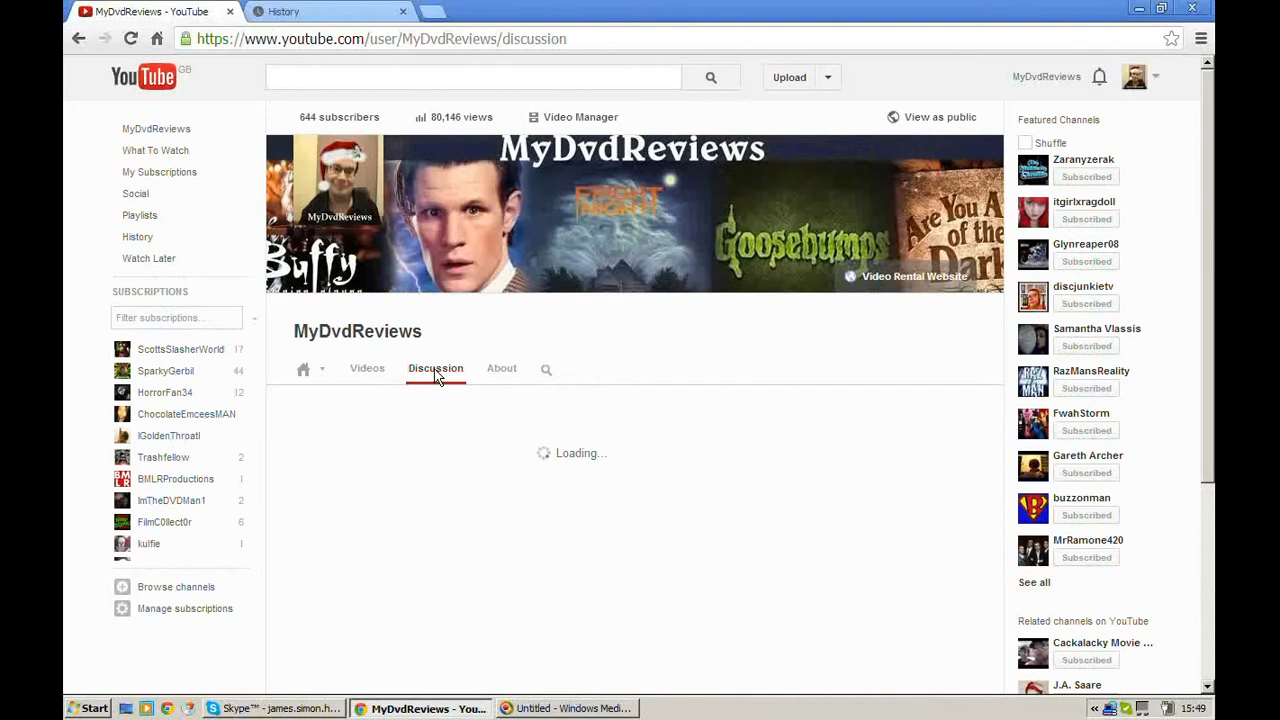 MyDvdReviews - YouTube
History
https://www.youtube.com/user/MyDvdReviews/discussion
YouTube GB
Upload
MyDvdReviews
MyDvdReviews
What To Watch
My Subscriptions
Social
Playlists
History
Watch Later
SUBSCRIPTIONS
Filter subscriptions...
ScottsSlasherWorld 17
SparkyGerbil 44
HorrorFan34 12
ChocolateEmceesMAN
IGoldenThroatI
Trashfellow 2
BMLRProductions 1
ImTheDVDMan1 2
FilmC0llect0r 6
kulfie 1
Browse channels
Manage subscriptions
644 subscribers
80,146 views
Video Manager
View as public
MyDvdReviews
MyDvdReviews
Buffy
FRIGHT NIGHT
Goosebumps
Are You A
of the
Dark
Video Rental Website
MyDvdReviews
Videos
Discussion
About
Loading...
Featured Channels
Shuffle
Zaranyzerak
Subscribed
itgirlxragdoll
Subscribed
Glynreaper08
Subscribed
discjunkietv
Subscribed
Samantha Vlassis
Subscribed
RazMansReality
Subscribed
FwahStorm
Subscribed
Gareth Archer
Subscribed
buzzonman
Subscribed
MrRamone420
Subscribed
See all
Related channels on YouTube
Cackalacky Movie ...
Subscribed
J.A. Saare
Start
Skype™ - james.simon.h...
MyDvdReviews - You...
Untitled - Windows Medi...
15:49